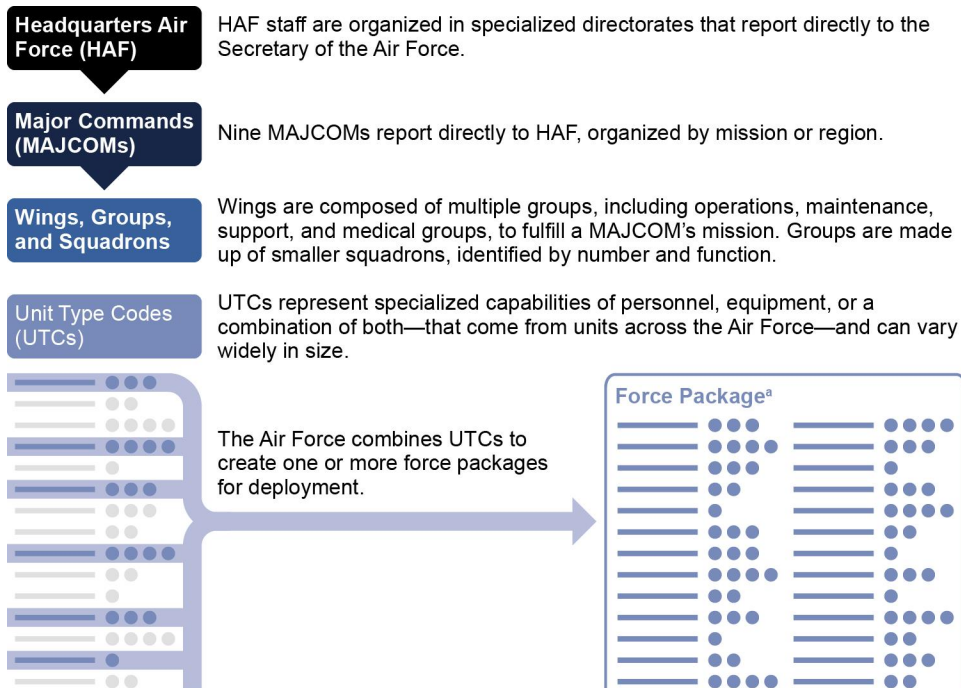 Headquarters Air
Force (HAF)
HAF staff are organized in specialized directorates that report directly to the
Secretary of the Air Force.
Major Commands
(MAJCOMs)
Nine MAJCOMs report directly to HAF, organized by mission or region.
Wings, Groups,
and Squadrons
Wings are composed of multiple groups, including operations, maintenance,
support, and medical groups, to fulfill a MAJCOM’s mission. Groups are made
up of smaller squadrons, identified by number and function.
Unit Type Codes
(UTCs)
UTCs represent specialized capabilities of personnel, equipment, or a
combination of both—that come from units across the Air Force—and can vary
widely in size.
The Air Force combines UTCs to
create one or more force packages
for deployment.
Force Packageᵃ